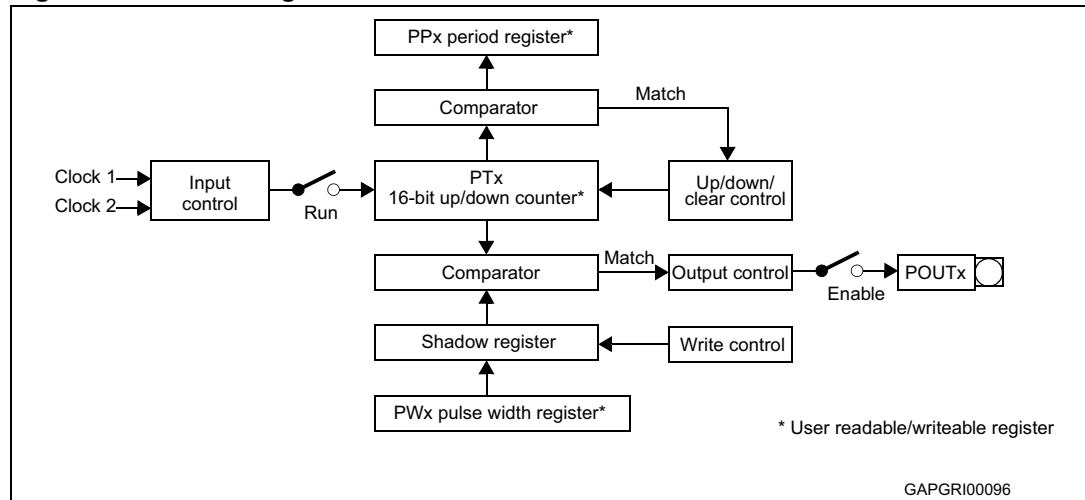 PPx period register*
Comparator
Match
Clock 1
Clock 2
Input
control
Run
PTx
16-bit up/down counter*
Up/down/
clear control
Comparator
Match
Output control
Enable
POUTx
Shadow register
Write control
PWx pulse width register*
* User readable/writeable register
GAPGRI00096